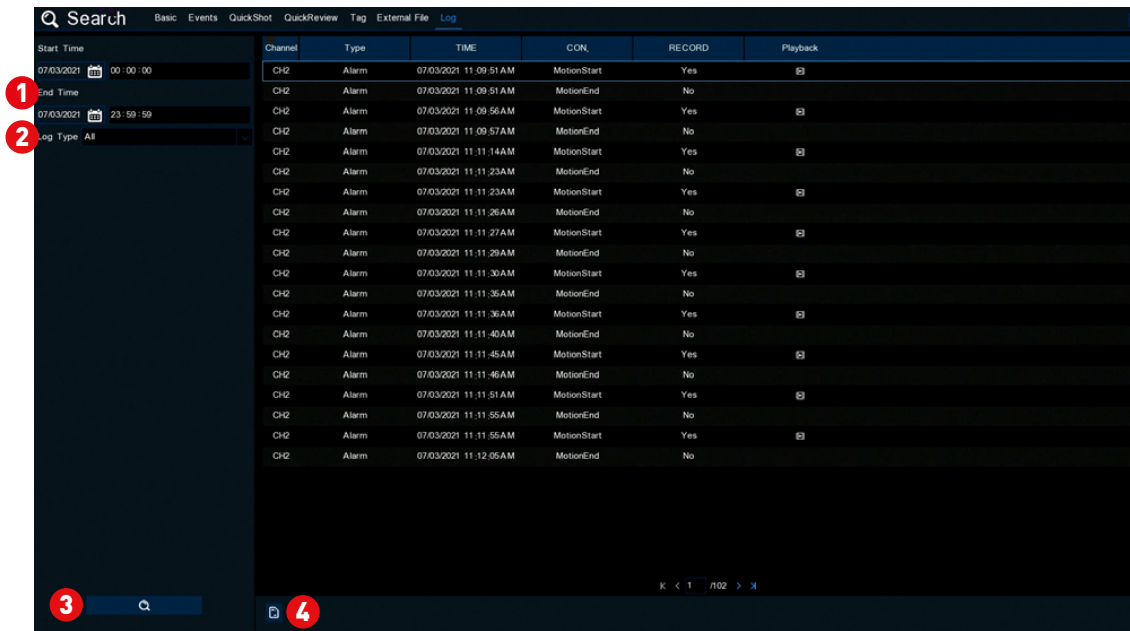 Search Basic Events QuickShot QuickReview Tag External File Log
Start Time
07/03/2021 00:00:00
1 End Time
07/03/2021 23:59:59
2 Log Type All
Channel Type TIME CON. RECORD Playback
CH2 Alarm 07/03/2021 11:09:51AM MotionStart Yes
CH2 Alarm 07/03/2021 11:09:51AM MotionEnd No
CH2 Alarm 07/03/2021 11:09:56AM MotionStart Yes
CH2 Alarm 07/03/2021 11:09:57AM MotionEnd No
CH2 Alarm 07/03/2021 11:11:14AM MotionStart Yes
CH2 Alarm 07/03/2021 11:11:23AM MotionEnd No
CH2 Alarm 07/03/2021 11:11:23AM MotionStart Yes
CH2 Alarm 07/03/2021 11:11:26AM MotionEnd No
CH2 Alarm 07/03/2021 11:11:27AM MotionStart Yes
CH2 Alarm 07/03/2021 11:11:29AM MotionEnd No
CH2 Alarm 07/03/2021 11:11:30AM MotionStart Yes
CH2 Alarm 07/03/2021 11:11:35AM MotionEnd No
CH2 Alarm 07/03/2021 11:11:36AM MotionStart Yes
CH2 Alarm 07/03/2021 11:11:40AM MotionEnd No
CH2 Alarm 07/03/2021 11:11:45AM MotionStart Yes
CH2 Alarm 07/03/2021 11:11:46AM MotionEnd No
CH2 Alarm 07/03/2021 11:11:51AM MotionStart Yes
CH2 Alarm 07/03/2021 11:11:55AM MotionEnd No
CH2 Alarm 07/03/2021 11:11:55AM MotionStart Yes
CH2 Alarm 07/03/2021 11:12:05AM MotionEnd No
1 /102
3
4